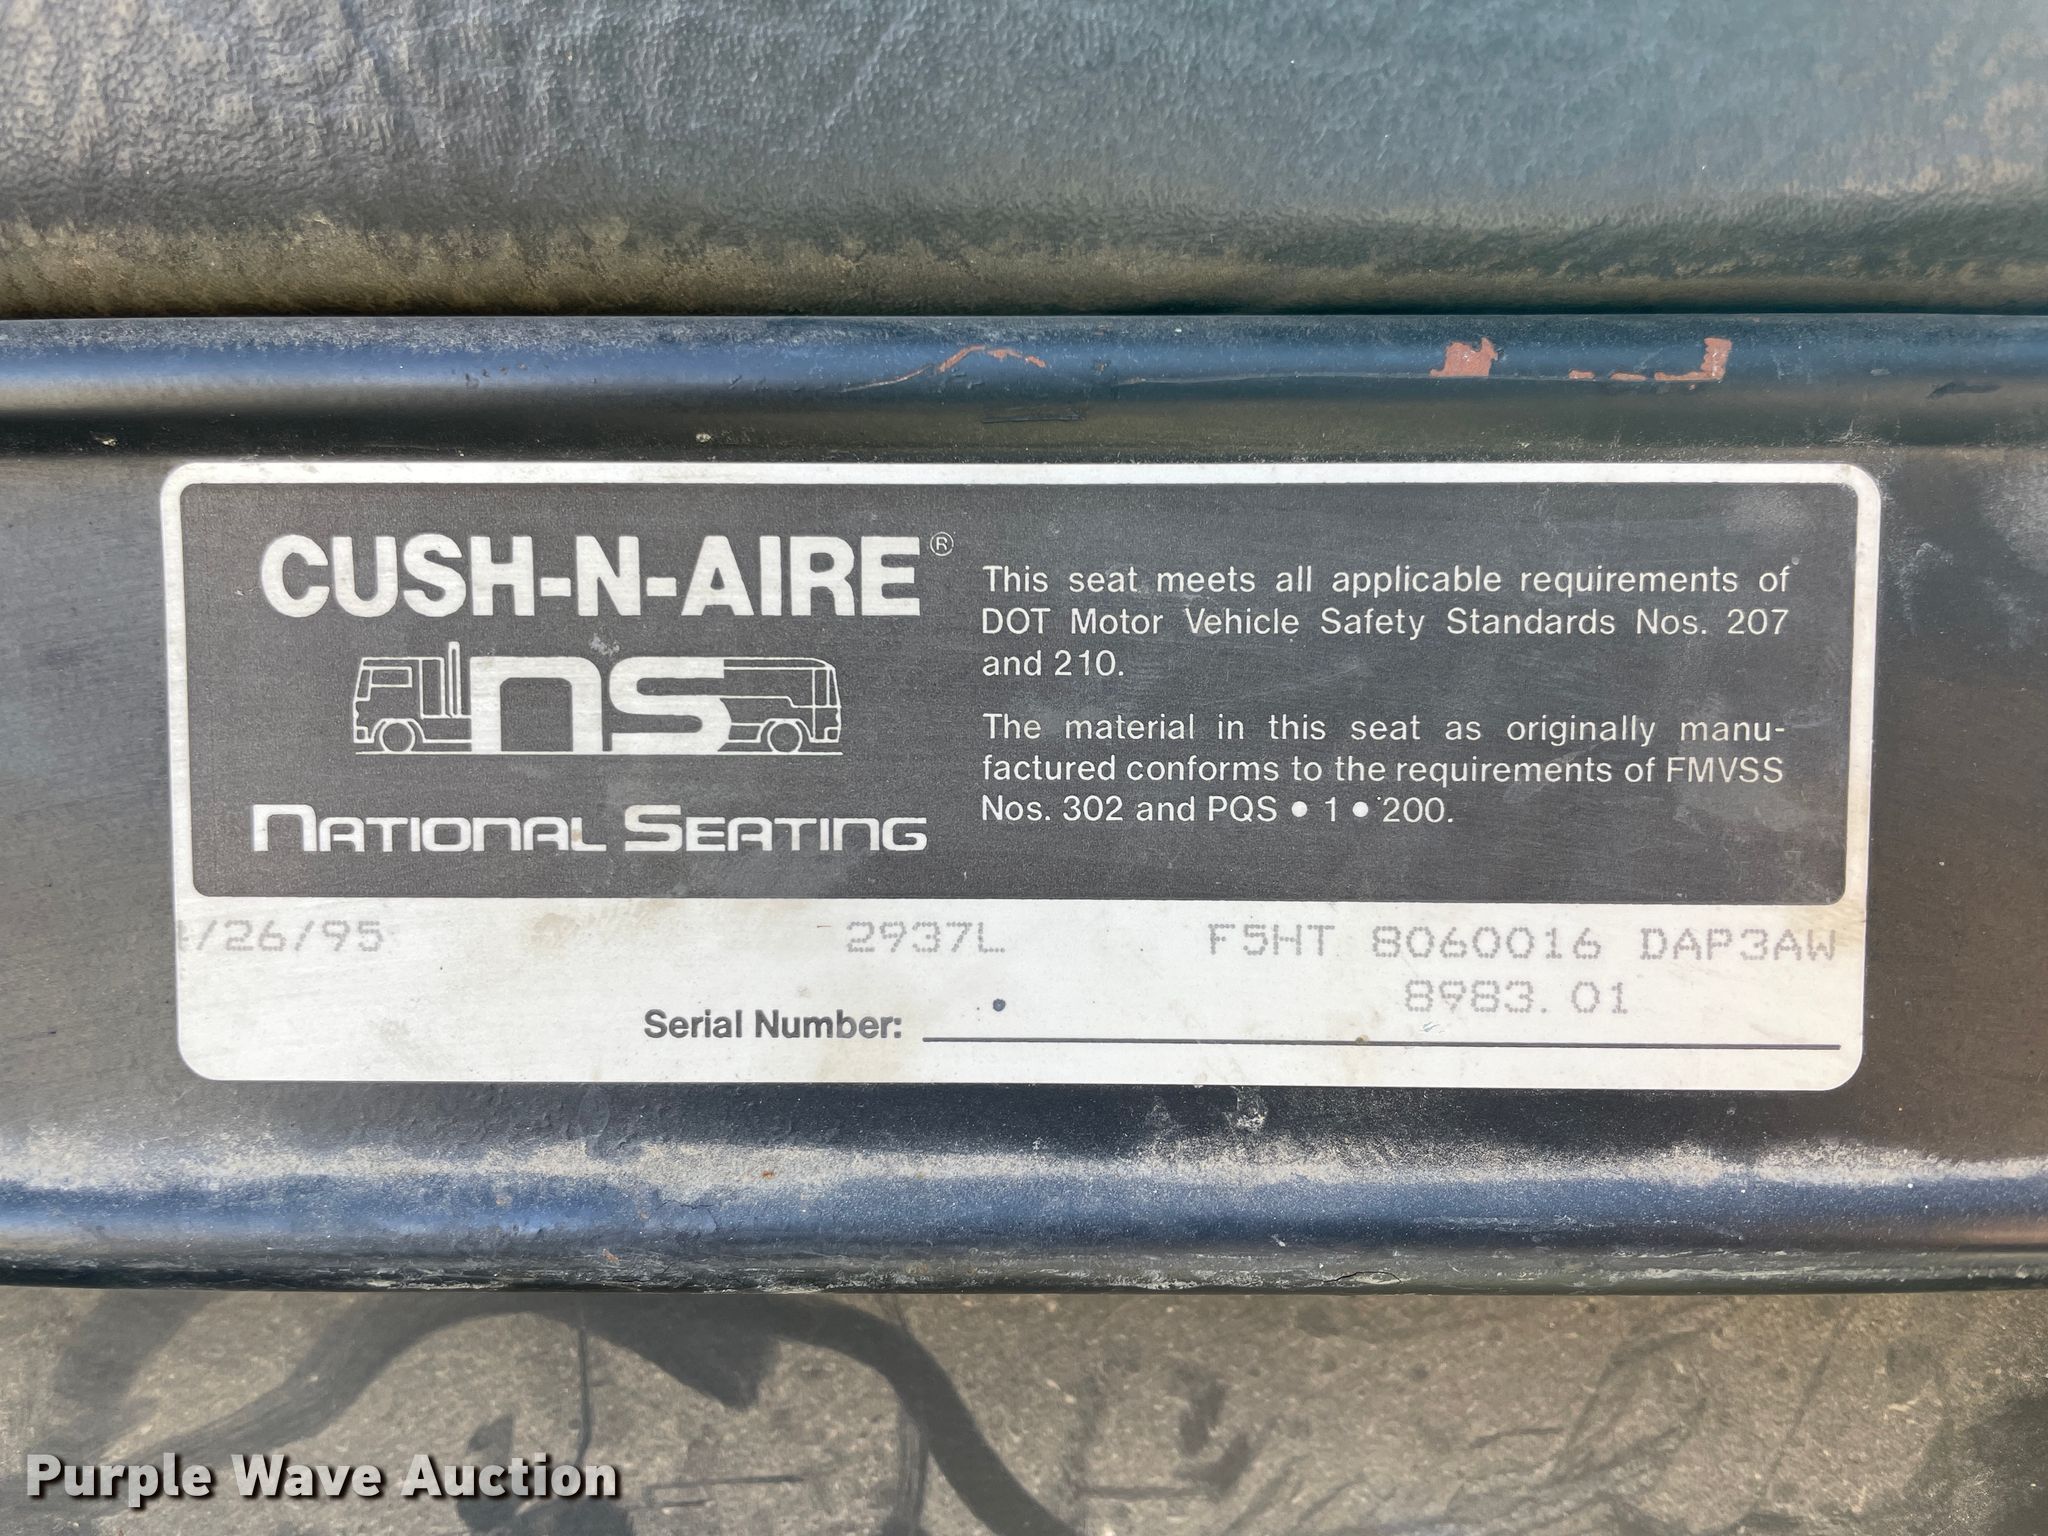 CUSH-N-AIRE®
ns
NATIONAL SEATING
This seat meets all applicable requirements of
DOT Motor Vehicle Safety Standards Nos. 207
and 210.
The material in this seat as originally manu-
factured conforms to the requirements of FMVSS
Nos. 302 and PQS • 1 • 200.
/26/95 2937L F5HT 8060016 DAP3AW
8983.01
Serial Number:
Purple Wave Auction